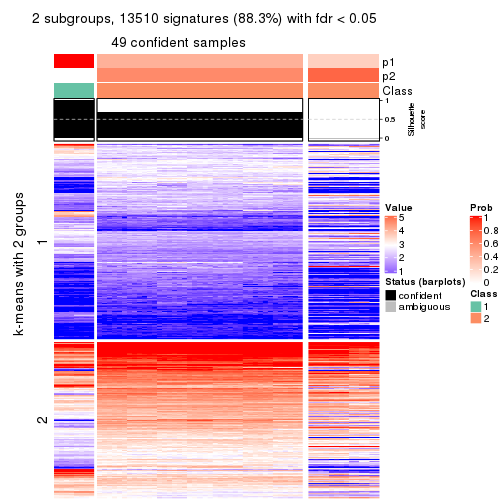 2 subgroups, 13510 signatures (88.3%) with fdr < 0.05
49 confident samples
p1
p2
Class
1
0.5
0
Silhouette
score
k-means with 2 groups
1
2
Value
5
4
3
2
1
Status (barplots)
confident
ambiguous
Prob
1
0.8
0.6
0.4
0.2
0
Class
1
2